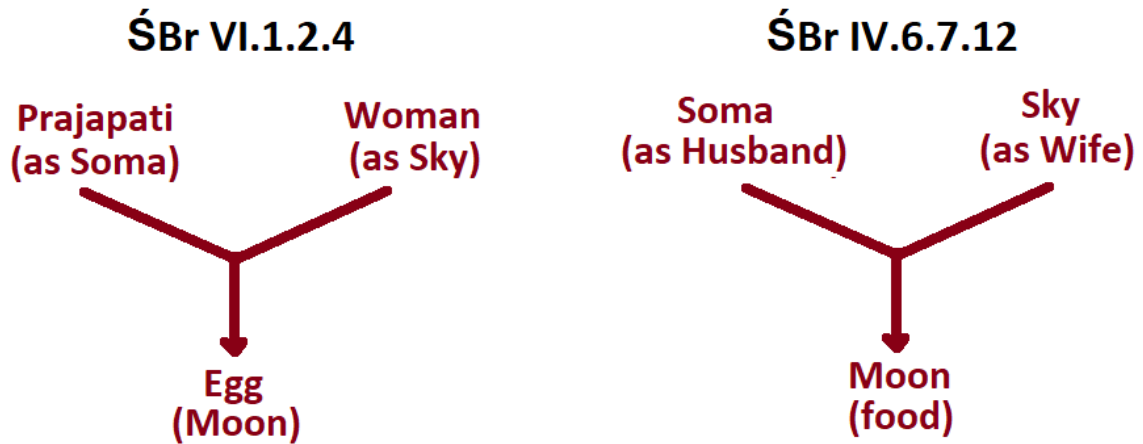 ŚBr VI.1.2.4
Prajapati
(as Soma)
Woman
(as Sky)
Egg
(Moon)
ŚBr IV.6.7.12
Soma
(as Husband)
Sky
(as Wife)
Moon
(food)